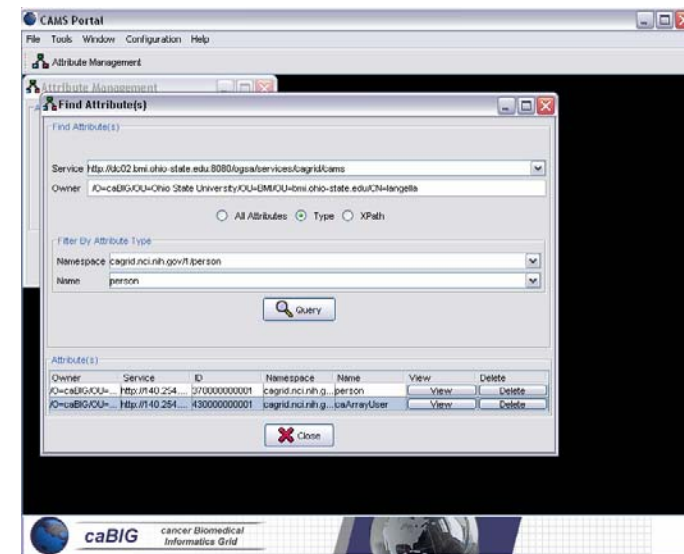 CAMS Portal
File Tools Window Configuration Help
Attribute Management
Attribute Management
Find Attribute(s)
Find Attribute(s)
Service http://dc02.bmi.ohio-state.edu:8080/ogsa/services/cagrid/cams
Owner /O=caBIG/OU=Ohio State University/OU=BMI/OU=bmi.ohio-state.edu/CN=langella
All Attributes Type XPath
Filter By Attribute Type
Namespace cagrid.nci.nih.gov/1/person
Name person
Query
Attribute(s)
Owner Service ID Namespace Name View Delete
/O=caBIG/OU=... http://140.254.... 370000000001 cagrid.nci.nih.g... person View Delete
/O=caBIG/OU=... http://140.254.... 430000000001 cagrid.nci.nih.g... caArrayUser View Delete
Close
caBIG cancer Biomedical
Informatics Grid